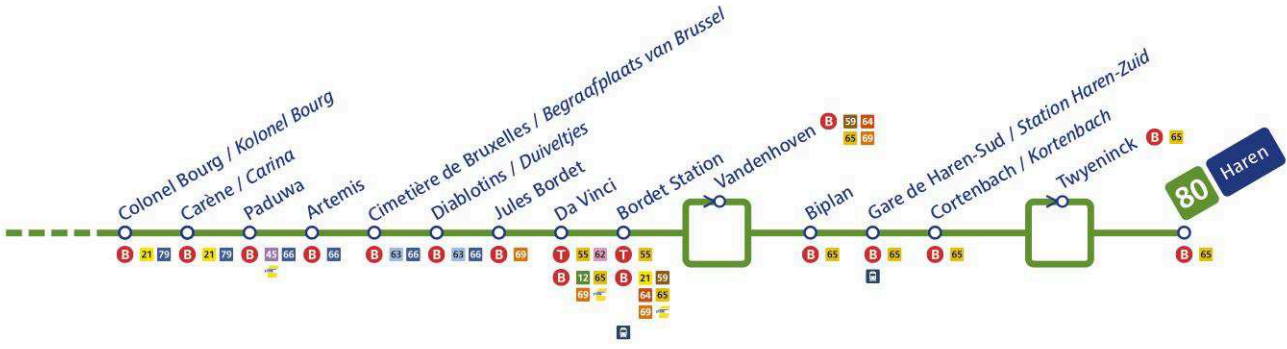 Colonel Bourg / Kolonel Bourg
B 21 79
Carène / Carina
B 21 79
Paduwa
B 45 66
Artemis
B 66
Cimetière de Bruxelles / Begraafplaats van Brussel
B 63 66
Diablotins / Duiveltjes
B 63 66
Jules Bordet
B 69
Da Vinci
T 55 62
B 12 65
69
Bordet Station
T 55
B 21 59
64 65
69
Vandenhoven
B 59 64
65 69
Biplan
B 65
Gare de Haren-Sud / Station Haren-Zuid
B 65
Cortenbach / Kortenbach
B 65
Twyeninck
B 65
80 Haren
B 65